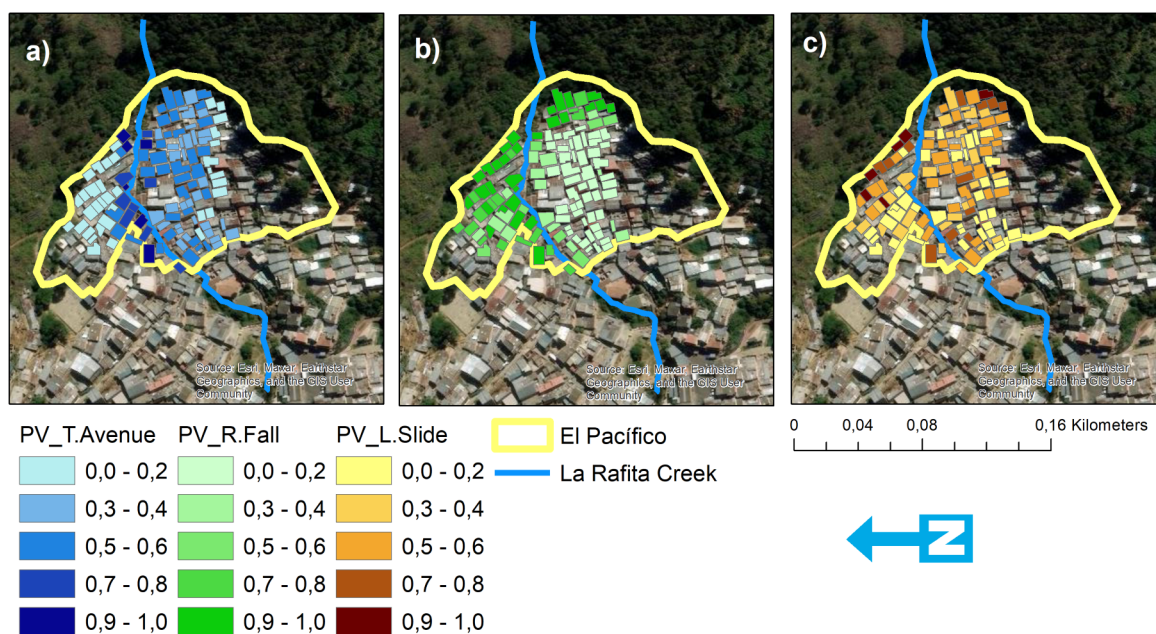 a)
b)
c)
Source: Esri, Maxar, Earthstar
Geographics, and the GIS User
Community
Source: Esri, Maxar, Earthstar
Geographics, and the GIS User
Community
Source: Esri, Maxar, Earthstar
Geographics, and the GIS User
Community
PV_T.Avenue
0,0 - 0,2
0,3 - 0,4
0,5 - 0,6
0,7 - 0,8
0,9 - 1,0
PV_R.Fall
0,0 - 0,2
0,3 - 0,4
0,5 - 0,6
0,7 - 0,8
0,9 - 1,0
PV_L.Slide
0,0 - 0,2
0,3 - 0,4
0,5 - 0,6
0,7 - 0,8
0,9 - 1,0
El Pacífico
La Rafita Creek
0 0,04 0,08 0,16 Kilometers
N